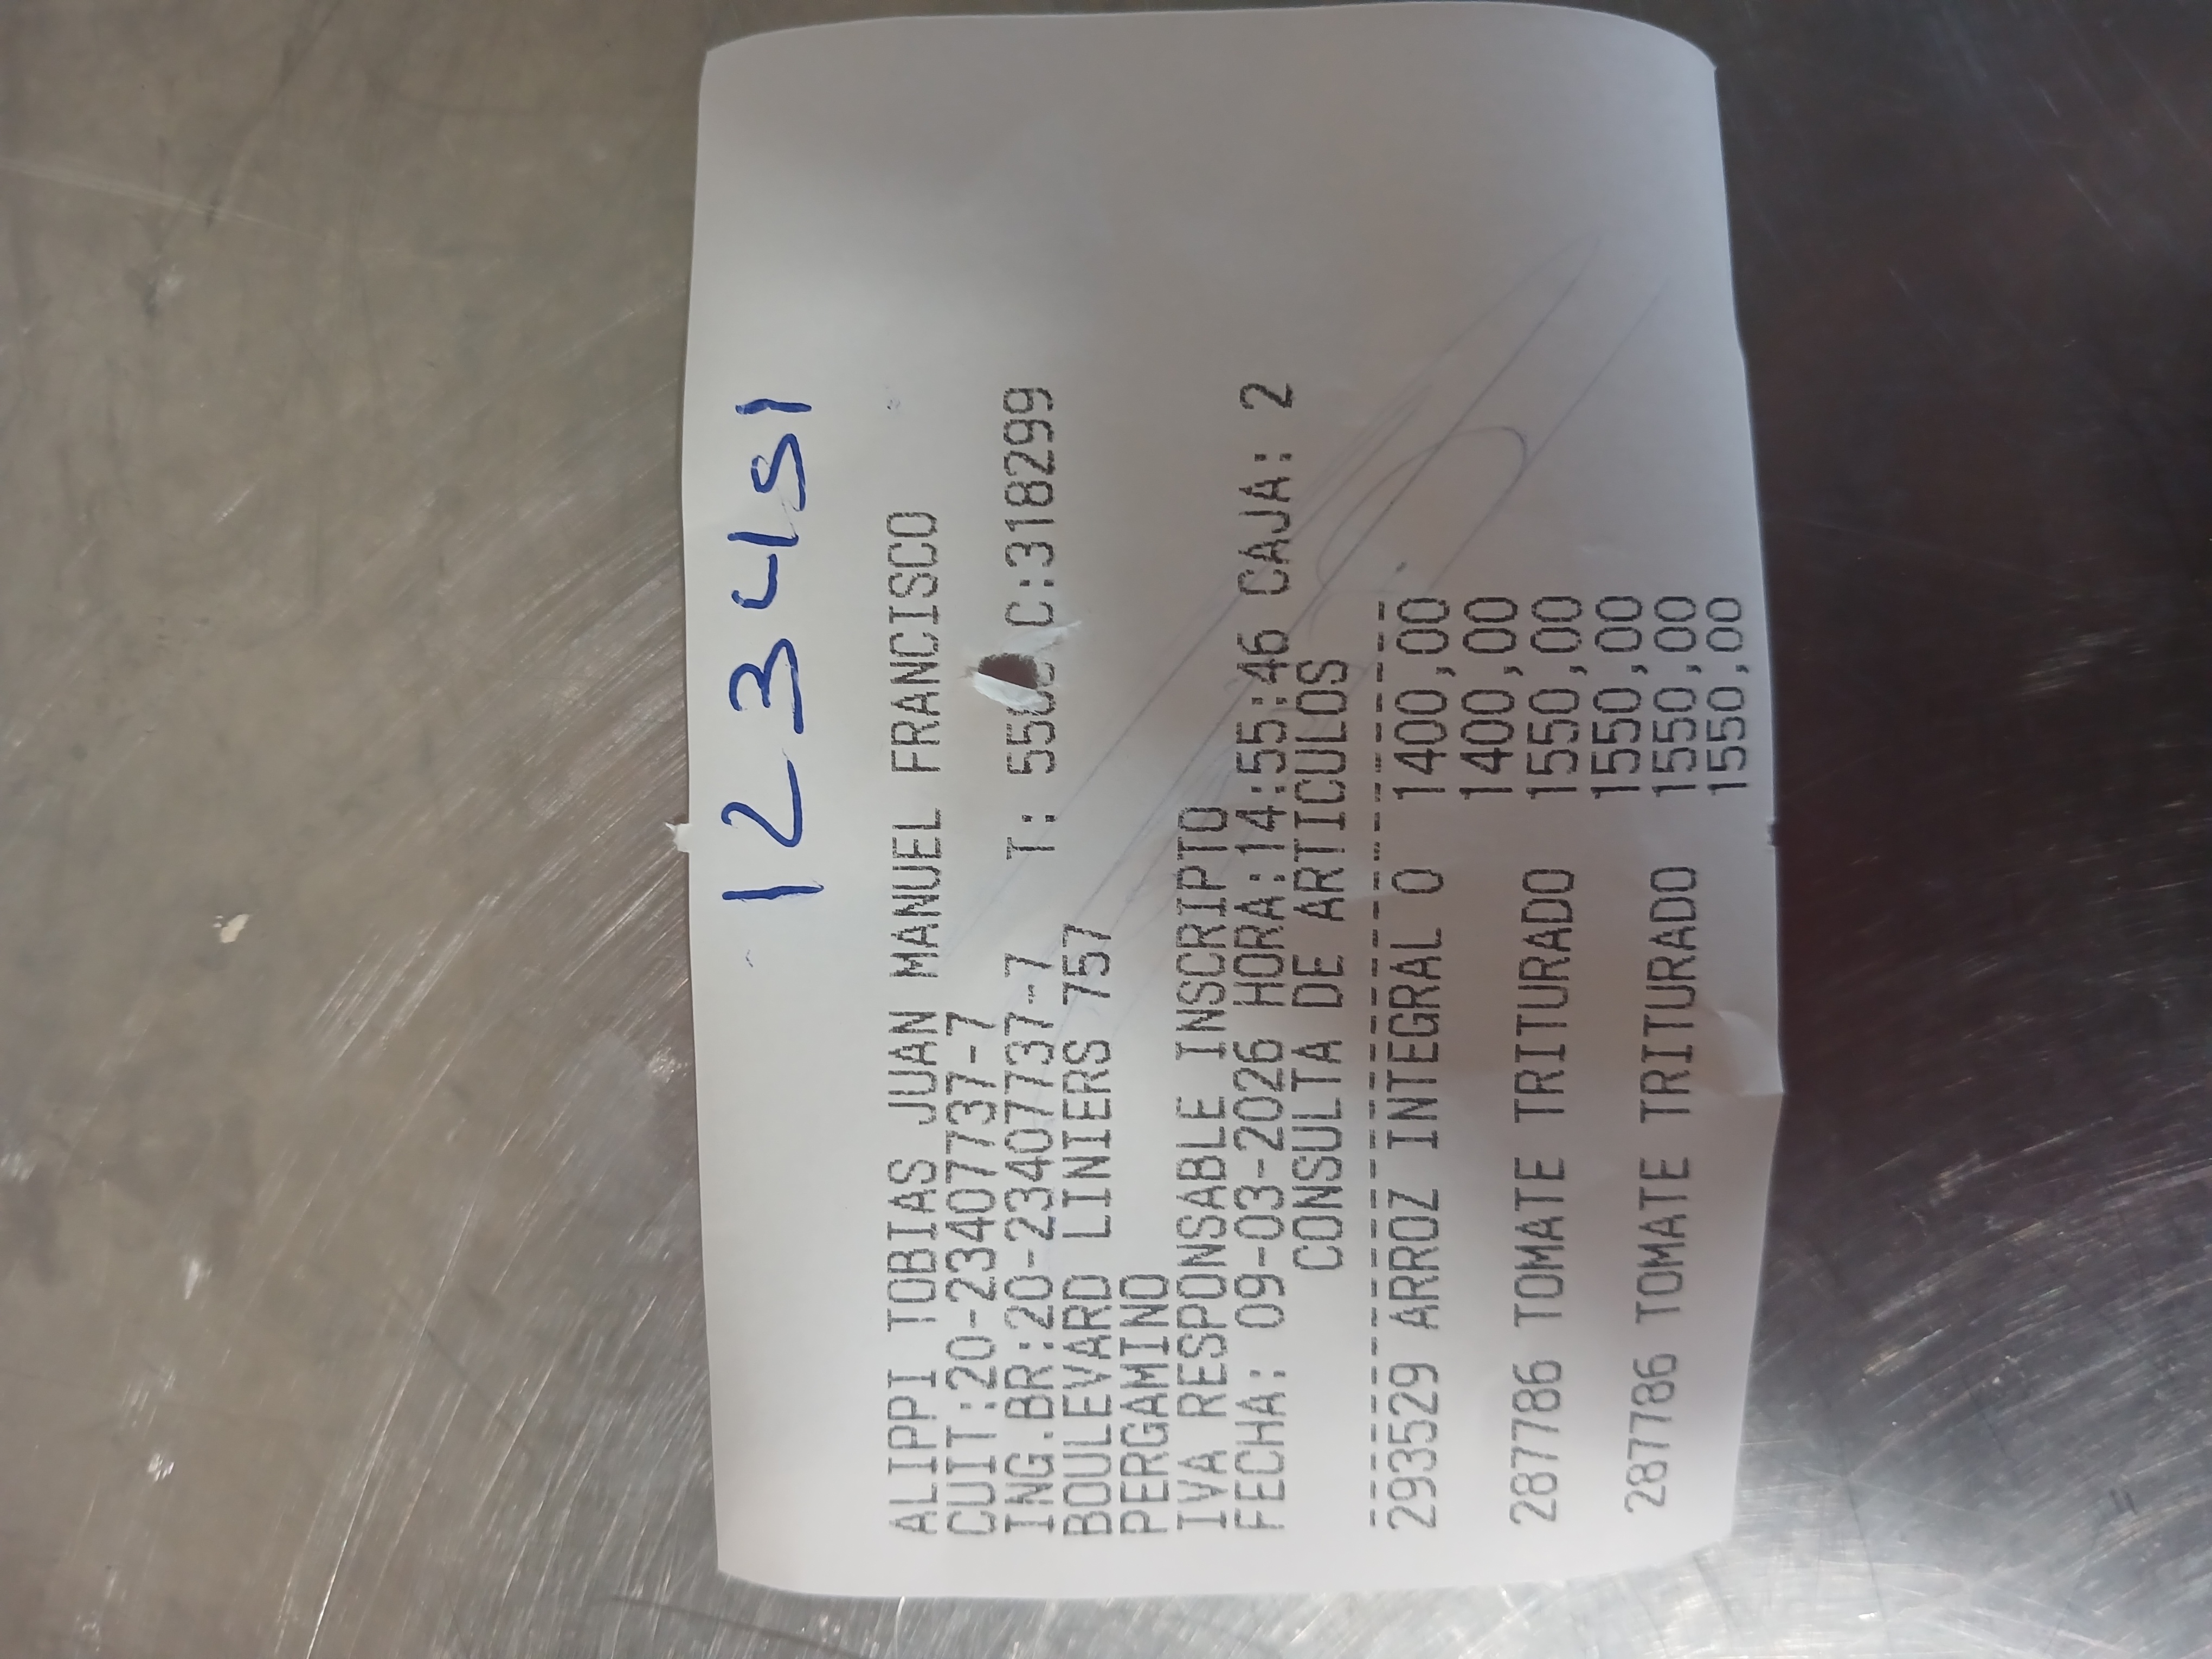 123451
ALIPPI TOBIAS JUAN MANUEL FRANCISCO
CUIT:20-23407737-7
ING.BR:20-23407737-7 T: C:318299
BOULEVARD LINIERS 757
PERGAMINO
IVA RESPONSABLE INSCRIPTO
FECHA: 09-03-2026 HORA:14:55:46 CAJA: 2
CONSULTA DE ARTICULOS
293529 ARROZ INTEGRAL O 1400,00
1400,00
287786 TOMATE TRITURADO 1550,00
1550,00
287786 TOMATE TRITURADO 1550,00
1550,00